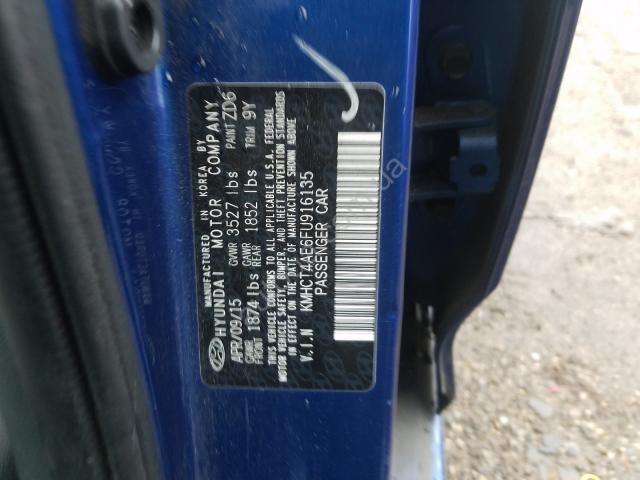 MANUFACTURED IN KOREA BY
HYUNDAI MOTOR COMPANY
APR/09/15 GVWR 3527 lbs PAINT ZD6
GAWR FRONT 1874 lbs GAWR REAR 1852 lbs TRIM 9Y
THIS VEHICLE CONFORMS TO ALL APPLICABLE U.S.A. FEDERAL
MOTOR VEHICLE SAFETY, BUMPER, AND THEFT PREVENTION STANDARDS
IN EFFECT ON THE DATE OF MANUFACTURE SHOWN ABOVE
V.I.N KMHCT4AE6FU916135
PASSENGER CAR